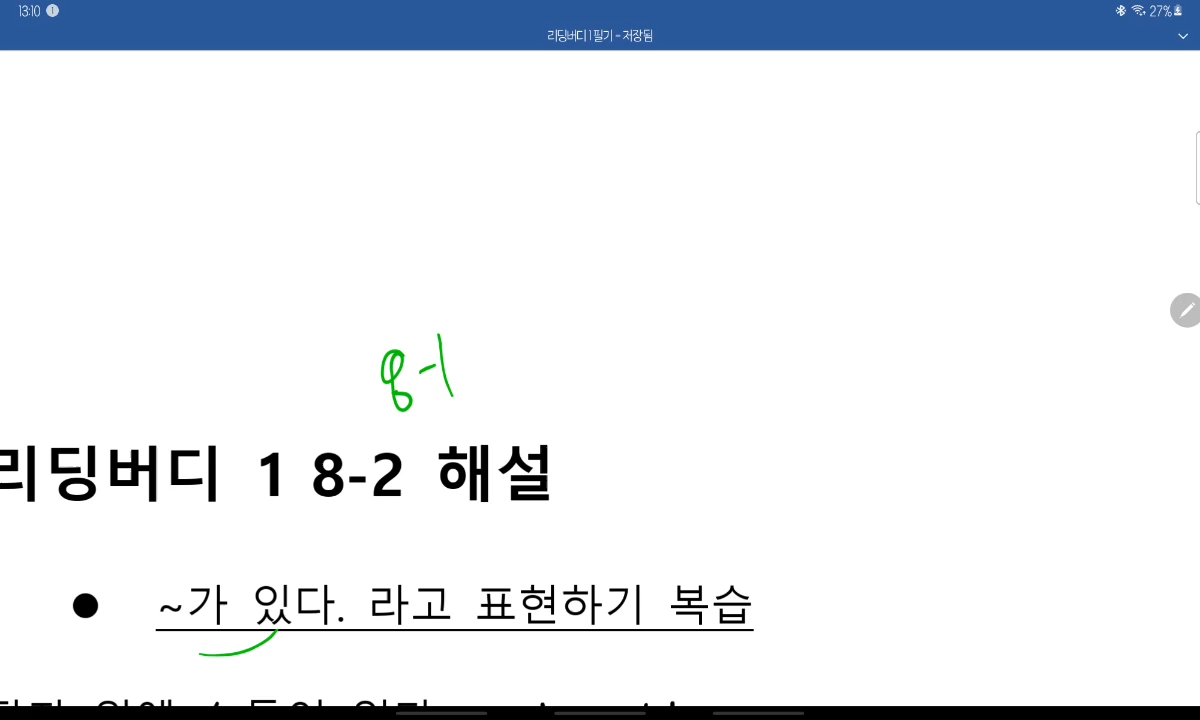 13:10 1 27%
리딩버디 1 필기 - 저장됨
8-1
리딩버디 1 8-2 해설
● ~가 있다. 라고 표현하기 복습